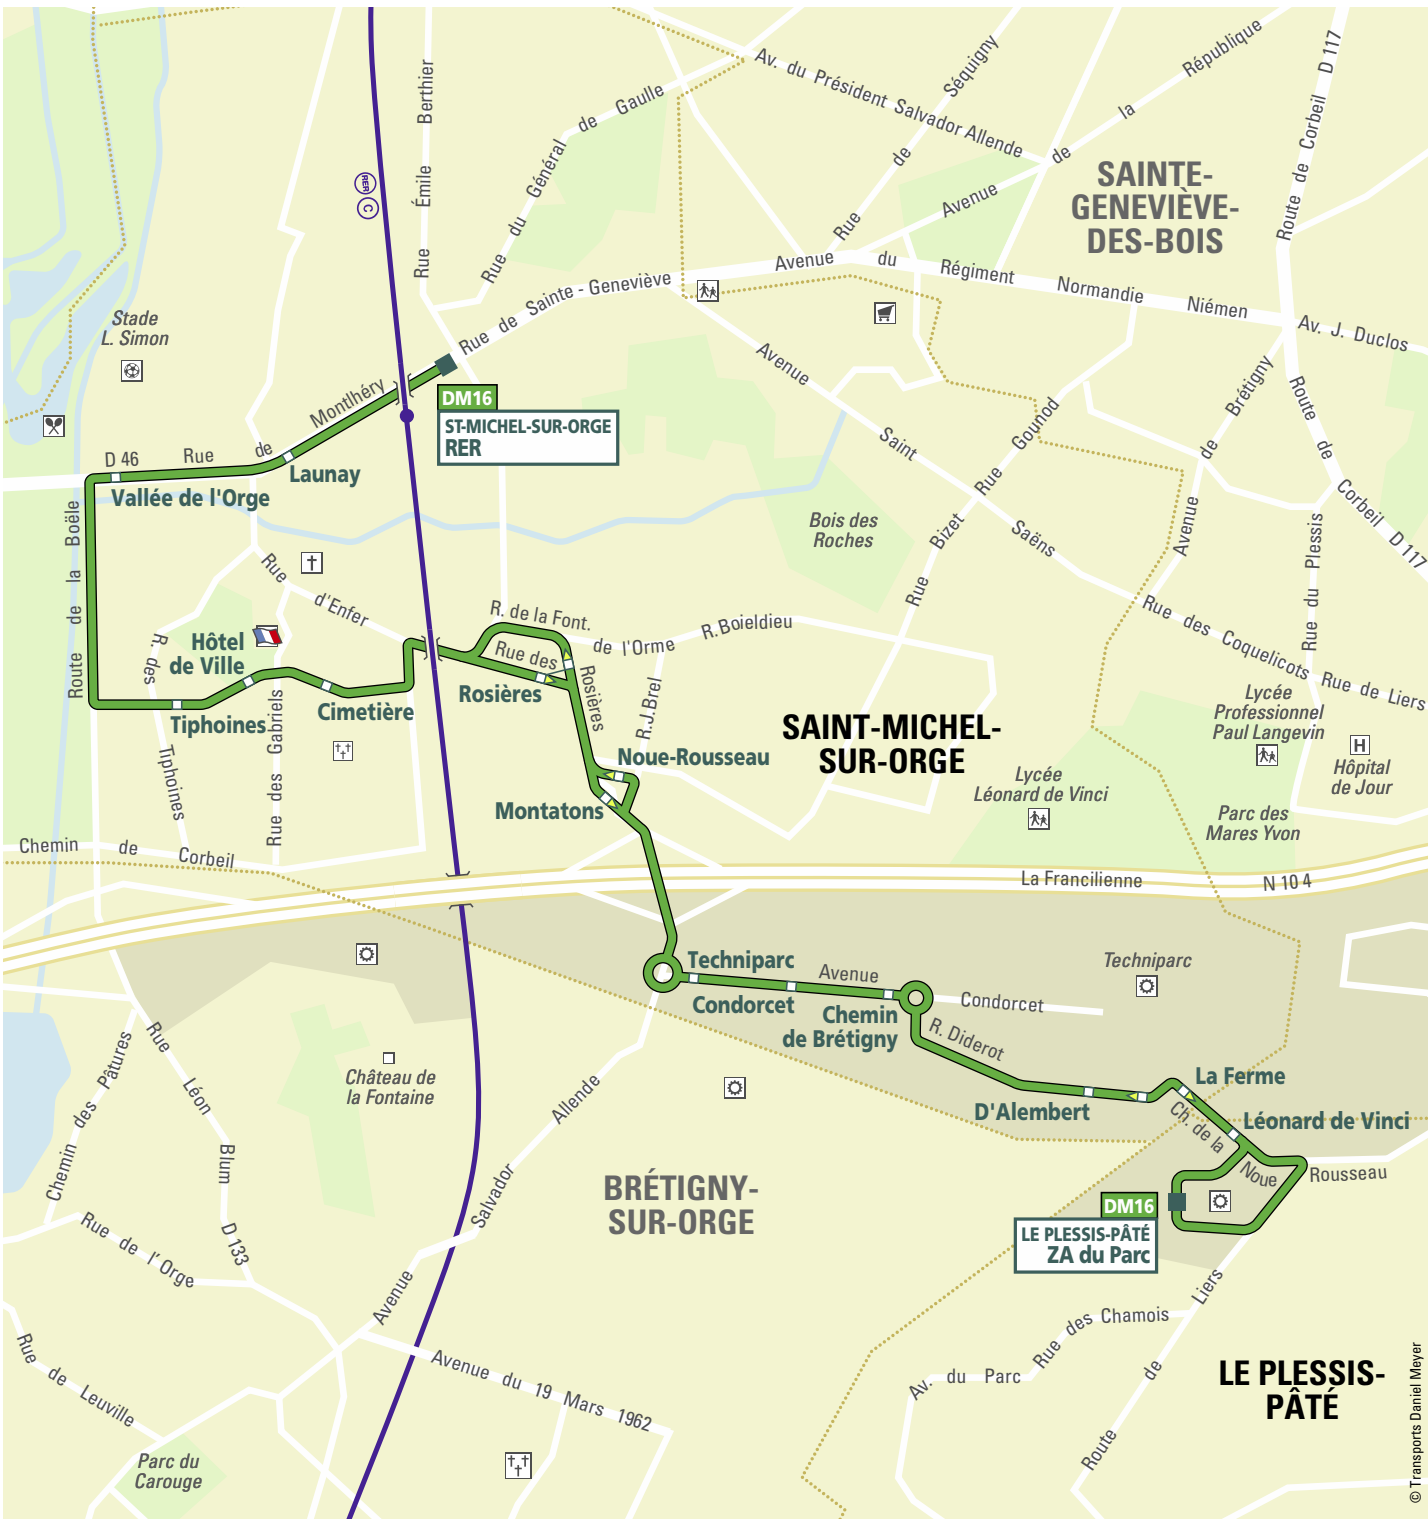 Av. du Président Salvador Allende
Rue de Séquigny
Avenue de la République
Route de Corbeil D 117
SAINTE-
GENEVIÈVE-
DES-BOIS
Rue Émile Berthier
RER
C
Rue du Général de Gaulle
Rue de Sainte - Geneviève
Avenue du Régiment Normandie Niémen
Av. J. Duclos
Stade
L. Simon
Rue de Montlhéry
D 46
DM16
ST-MICHEL-SUR-ORGE
RER
Launay
Vallée de l'Orge
Avenue Saint Saëns
Rue Bizet
Rue Gounod
Avenue de Brétigny
Route de Corbeil D 117
Rue du Plessis
Bois des
Roches
Route de la Boële
Rue d'Enfer
R. des Tiphoines
Hôtel
de Ville
Tiphoines
Cimetière
Rue des Gabriels
R. de la Font. de l'Orme
R. Boieldieu
Rue des Rosières
Rosières
R.J.Brel
Rue des Coquelicots
Rue de Liers
SAINT-MICHEL-
SUR-ORGE
Noue-Rousseau
Montatons
Lycée
Léonard de Vinci
Lycée
Professionnel
Paul Langevin
H
Hôpital
de Jour
Parc des
Mares Yvon
Chemin de Corbeil
La Francilienne
N 104
Techniparc
Condorcet
Avenue Condorcet
Chemin
de Brétigny
Techniparc
R. Diderot
D'Alembert
La Ferme
Léonard de Vinci
Ch. de la Noue Rousseau
Chemin des Pâtures
Rue Léon Blum D 133
Château de
la Fontaine
Avenue Salvador Allende
BRÉTIGNY-
SUR-ORGE
DM16
LE PLESSIS-PÂTÉ
ZA du Parc
Rue de l'Orge
Route de Liers
Rue des Chamois
Av. du Parc
LE PLESSIS-
PÂTÉ
Rue de Leuville
Avenue du 19 Mars 1962
Parc du
Carouge
© Transports Daniel Meyer